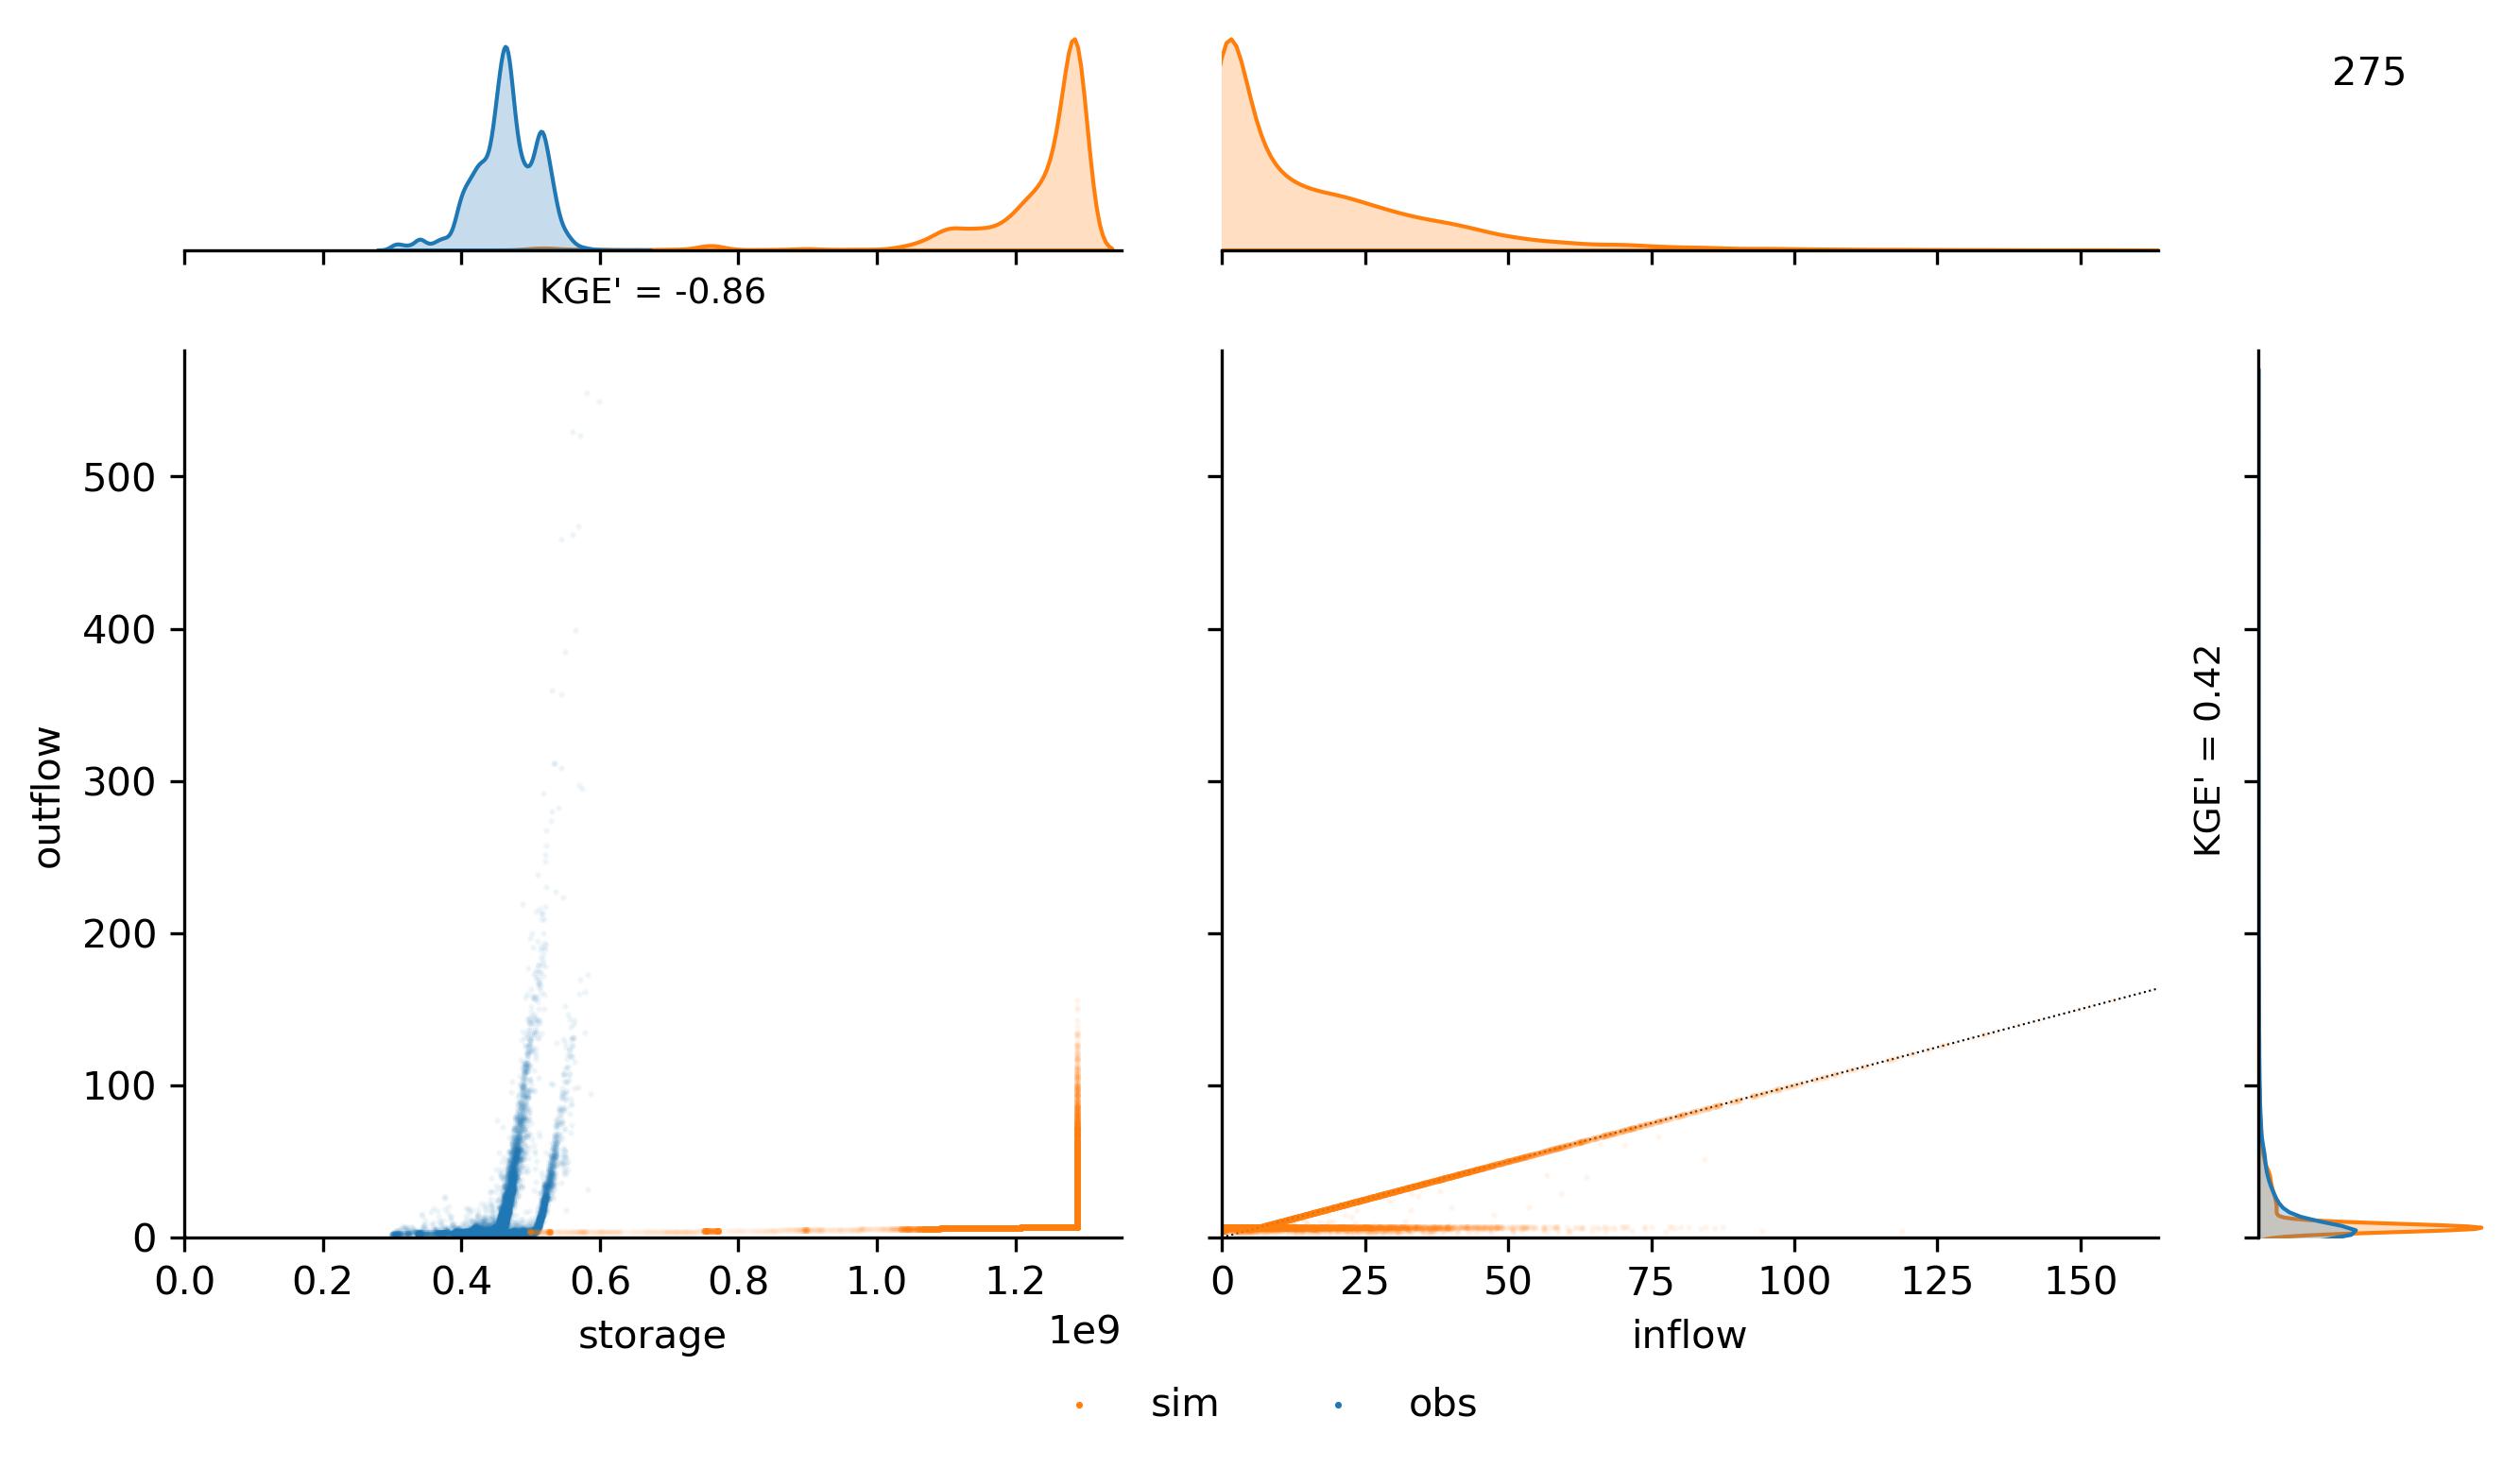 275
KGE' = -0.86
500
400
300
200
100
0
outflow
KGE' = 0.42
0.0 0.2 0.4 0.6 0.8 1.0 1.2
0 25 50 75 100 125 150
1e9
storage
inflow
sim obs